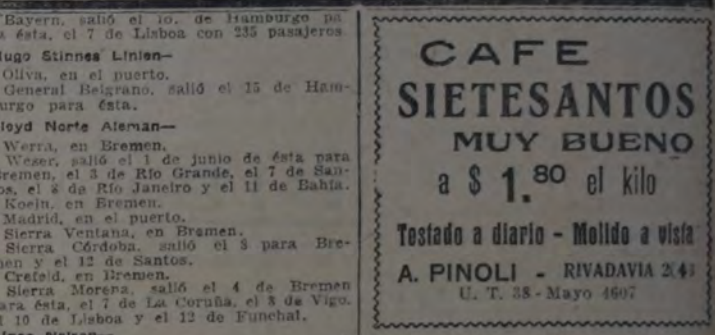 Bayern, salió el 1o. de Hamburgo pa
ésta, el 7 de Lisboa con 235 pasajeros.
Hugo Stinnes Linien—
Oliva, en el puerto.
General Belgrano, salió el 15 de Ham-
burgo para ésta.
Lloyd Norte Aleman—
Werra, en Bremen.
Weser, salió el 1 de junio de ésta para
Bremen, el 3 de Río Grande, el 7 de San-
tos, el 8 de Río Janeiro y el 11 de Bahía.
Koeln, en Bremen.
Madrid, en el puerto.
Sierra Ventana, en Bremen.
Sierra Córdoba, salió el 8 para Bre-
men y el 12 de Santos.
Crefeld, en Bremen.
Sierra Morena, salió el 4 de Bremen
para ésta, el 7 de La Coruña, el 8 de Vigo,
el 10 de Lisboa y el 12 de Funchal.
CAFE
SIETESANTOS
MUY BUENO
a $ 1.80 el kilo
Tostado a diario - Molido a vista
A. PINOLI - RIVADAVIA
U. T. 38 - Mayo 4607